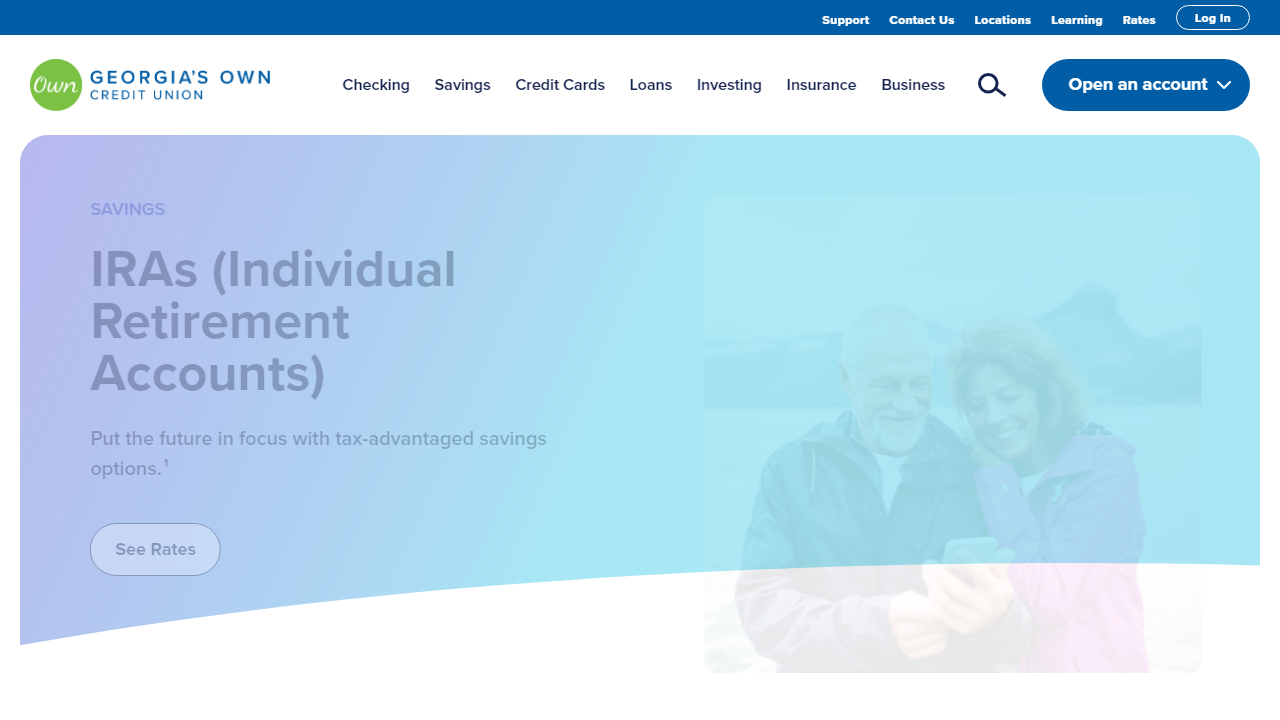 Support Contact Us Locations Learning Rates Log In
Own GEORGIA'S OWN
CREDIT UNION
Checking Savings Credit Cards Loans Investing Insurance Business
Open an account
SAVINGS
IRAs (Individual
Retirement
Accounts)
Put the future in focus with tax-advantaged savings
options.¹
See Rates